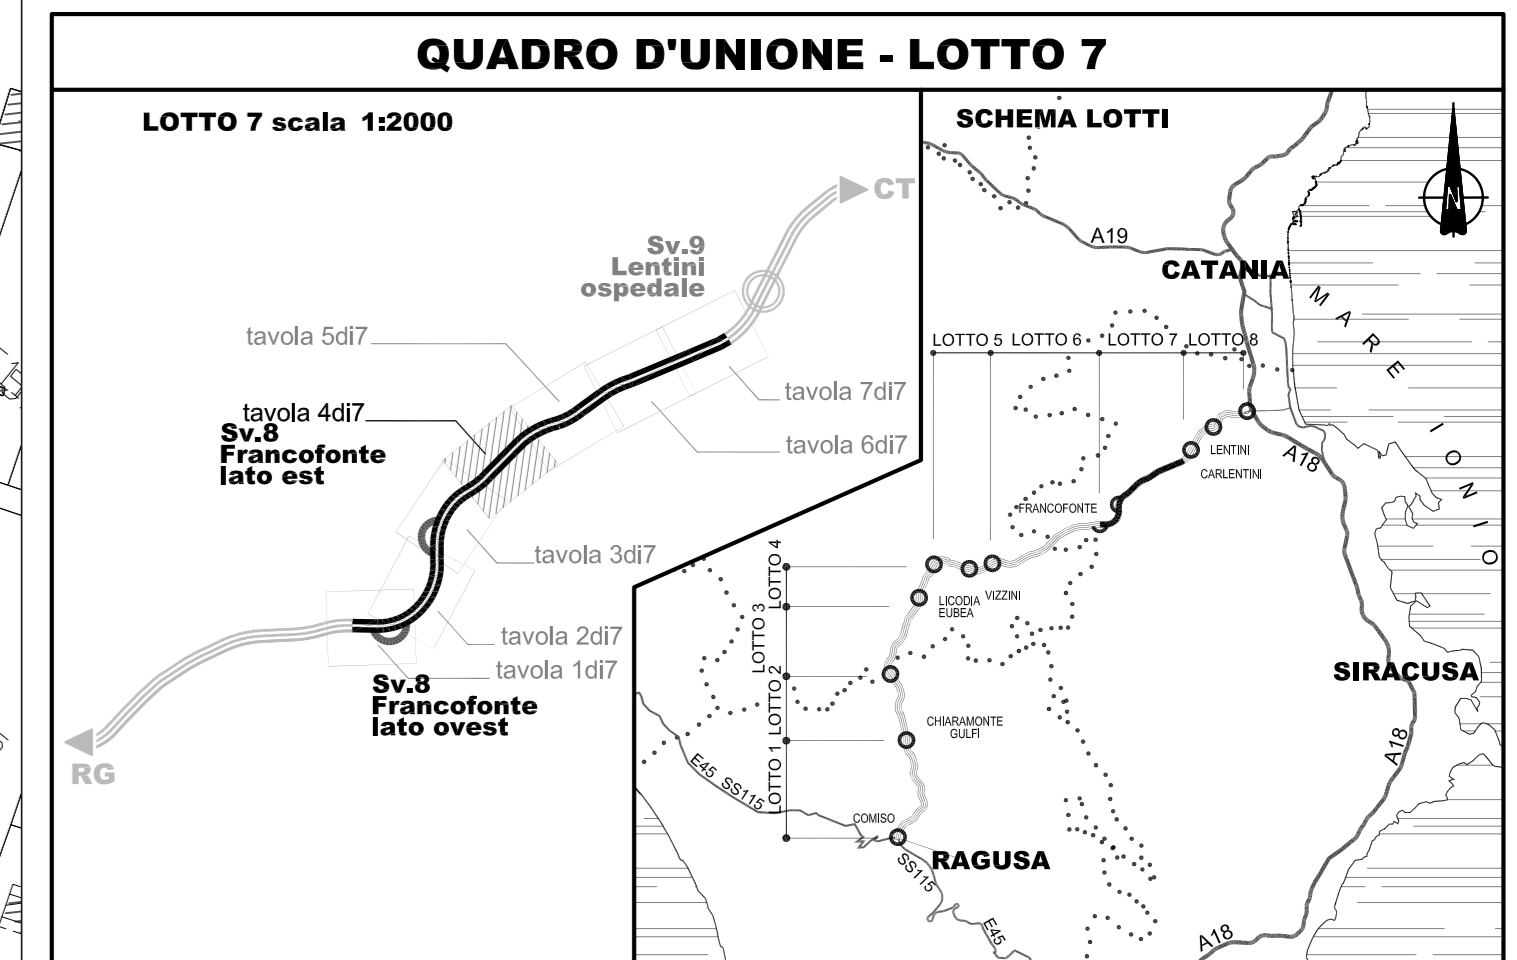 QUADRO D'UNIONE - LOTTO 7
LOTTO 7 scala 1:2000
CT
Sv.9
Lentini
ospedale
tavola 5di7
tavola 4di7
Sv.8
Francofonte
lato est
tavola 7di7
tavola 6di7
tavola 3di7
tavola 2di7
tavola 1di7
Sv.8
Francofonte
lato ovest
RG
SCHEMA LOTTI
N
A19
CATANIA
MARE IONIO
LOTTO 5
LOTTO 6
LOTTO 7
LOTTO 8
LENTINI
CARLENTINI
A18
FRANCOFONTE
LOTTO 4
LOTTO 3
LOTTO 2
LOTTO 1
LICODIA
EUBEA
VIZZINI
SIRACUSA
CHIARAMONTE
GULFI
A18
E45
SS115
COMISO
RAGUSA
SS115
E45
A18